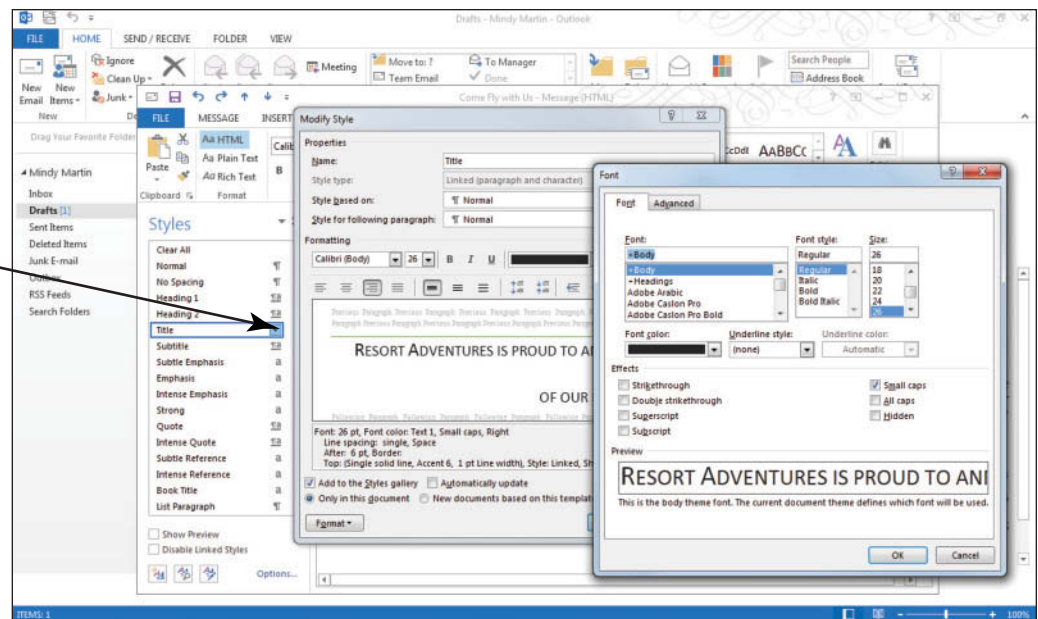 Drafts - Mindy Martin - Outlook
FILE HOME SEND / RECEIVE FOLDER VIEW
Ignore
Clean Up
Junk
New Email
New Items
New
Meeting
Move to: ?
Team Email
To Manager
Done
Search People
Address Book
Drag Your Favorite Folder
Mindy Martin
Inbox
Drafts [1]
Sent Items
Deleted Items
Junk E-mail
Outbox
RSS Feeds
Search Folders
Come Fly with Us - Message (HTML)
FILE MESSAGE INSERT
Paste
Aa HTML
Aa Plain Text
Aa Rich Text
Clipboard
Format
Calib
B
AABBCC
Styles
Clear All
Normal
No Spacing
Heading 1
Heading 2
Title
Subtitle
Subtle Emphasis
Emphasis
Intense Emphasis
Strong
Quote
Intense Quote
Subtle Reference
Intense Reference
Book Title
List Paragraph
Show Preview
Disable Linked Styles
Options...
Modify Style
Properties
Name: Title
Style type: Linked (paragraph and character)
Style based on: ¶ Normal
Style for following paragraph: ¶ Normal
Formatting
Calibri (Body) 26 B I U
RESORT ADVENTURES IS PROUD TO A
OF OUR
Font: 26 pt, Font color: Text 1, Small caps, Right
Line spacing: single, Space
After: 6 pt, Border:
Top: (Single solid line, Accent 6, 1 pt Line width), Style: Linked, Sh
Add to the Styles gallery Automatically update
Only in this document New documents based on this templat
Format
Font
Font Advanced
Font: Font style: Size:
+Body Regular 26
+Body
+Headings
Adobe Arabic
Adobe Caslon Pro
Adobe Caslon Pro Bold
Regular
Italic
Bold
Bold Italic
18
20
22
24
26
Font color: Underline style: Underline color:
(none) Automatic
Effects
Strikethrough
Double strikethrough
Superscript
Subscript
Small caps
All caps
Hidden
Preview
RESORT ADVENTURES IS PROUD TO AN
This is the body theme font. The current document theme defines which font will be used.
OK Cancel
ITEMS: 1
100%